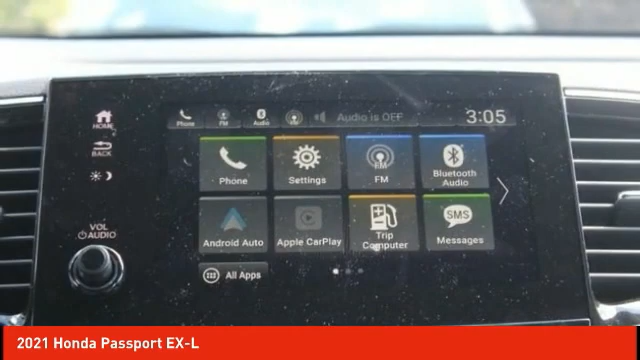 HOME
Phone
FM
Audio
Audio is OFF
3:05
BACK
VOL
AUDIO
Phone
Settings
FM
Bluetooth
Audio
Android Auto
Apple CarPlay
Trip
Computer
SMS
Messages
All Apps
2021 Honda Passport EX-L